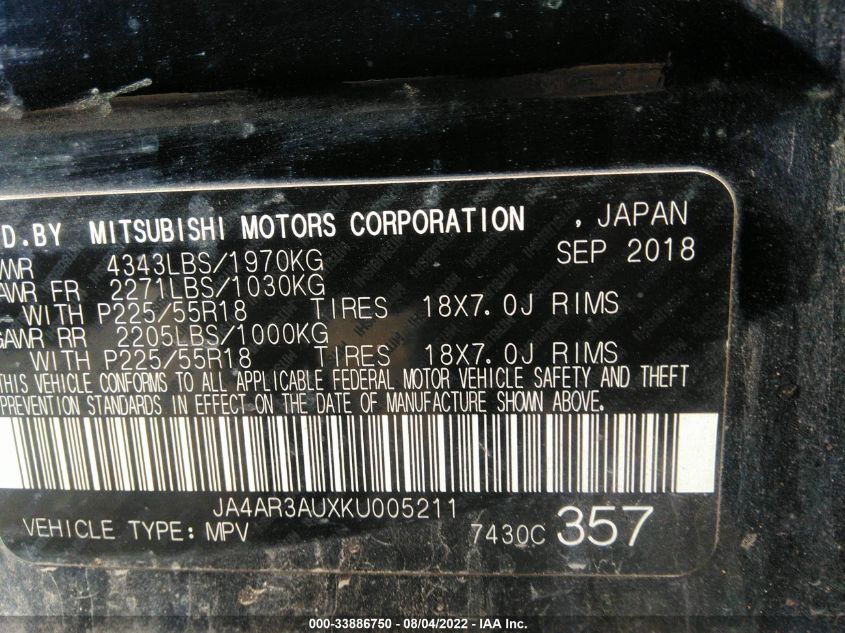 D.BY MITSUBISHI MOTORS CORPORATION , JAPAN
SEP 2018
WR 4343LBS/1970KG
AWR FR 2271LBS/1030KG
WITH P225/55R18 TIRES 18X7.0J RIMS
GAWR RR 2205LBS/1000KG
WITH P225/55R18 TIRES 18X7.0J RIMS
THIS VEHICLE CONFORMS TO ALL APPLICABLE FEDERAL MOTOR VEHICLE SAFETY AND THEFT
PREVENTION STANDARDS IN EFFECT ON THE DATE OF MANUFACTURE SHOWN ABOVE.
JA4AR3AUXKU005211
VEHICLE TYPE: MPV 7430C 357
000-33886750 - 08/04/2022 - IAA Inc.